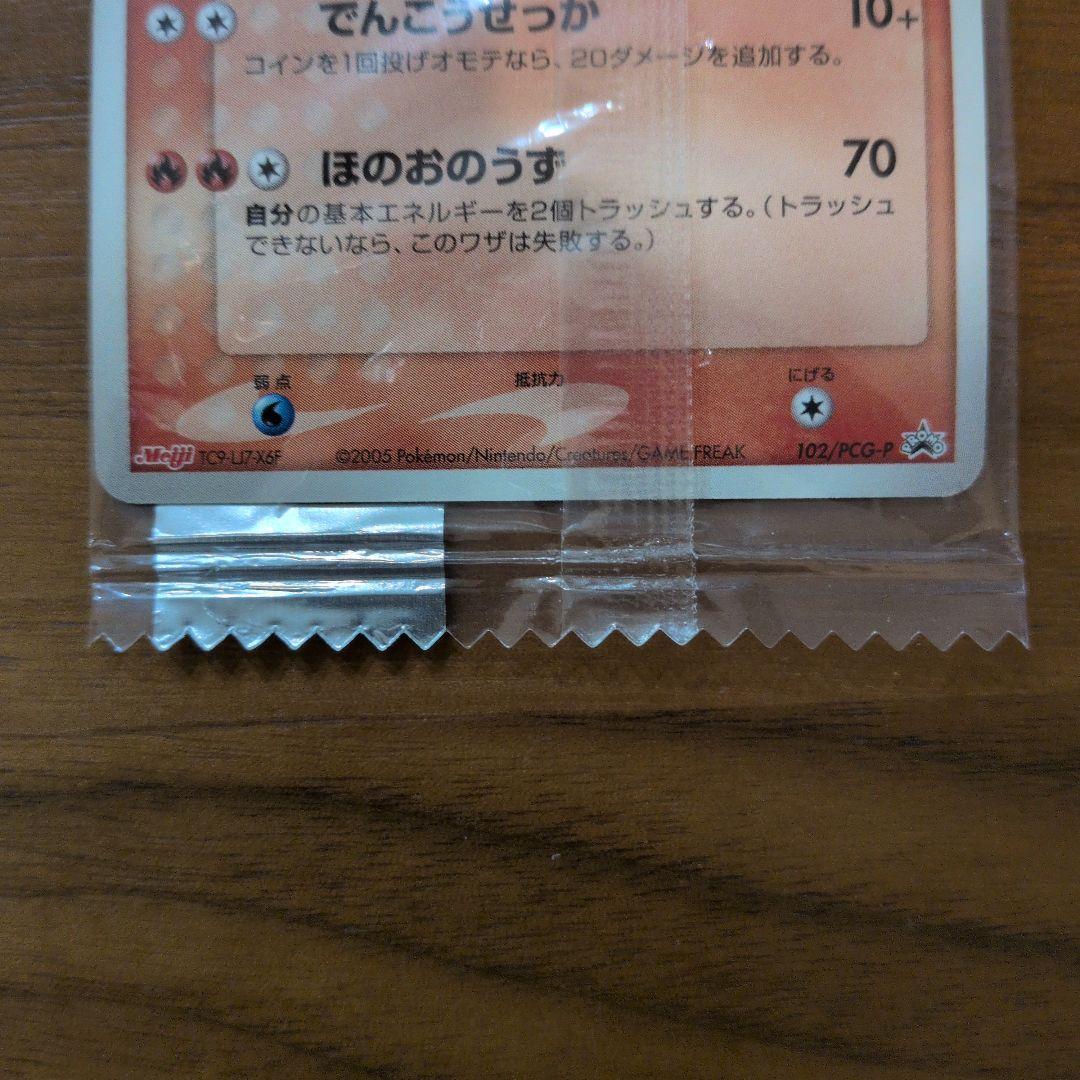 でんこうせっか 10+
コインを1回投げオモテなら、20ダメージを追加する。
ほのおのうず 70
自分の基本エネルギーを2個トラッシュする。（トラッシュ
できないなら、このワザは失敗する。）
弱点 抵抗力 にげる
Meiji TC9-LJ7-X6F ©2005 Pokémon/Nintendo/Creatures/GAME FREAK 102/PCG-P PROMO